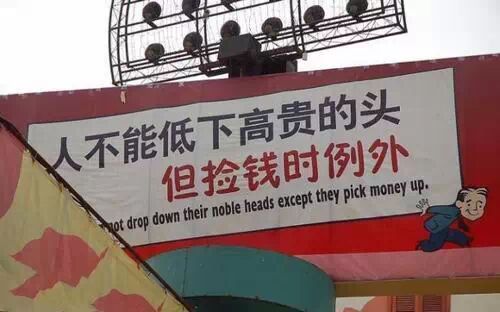 人不能低下高贵的头
但捡钱时例外
not drop down their noble heads except they pick money up.